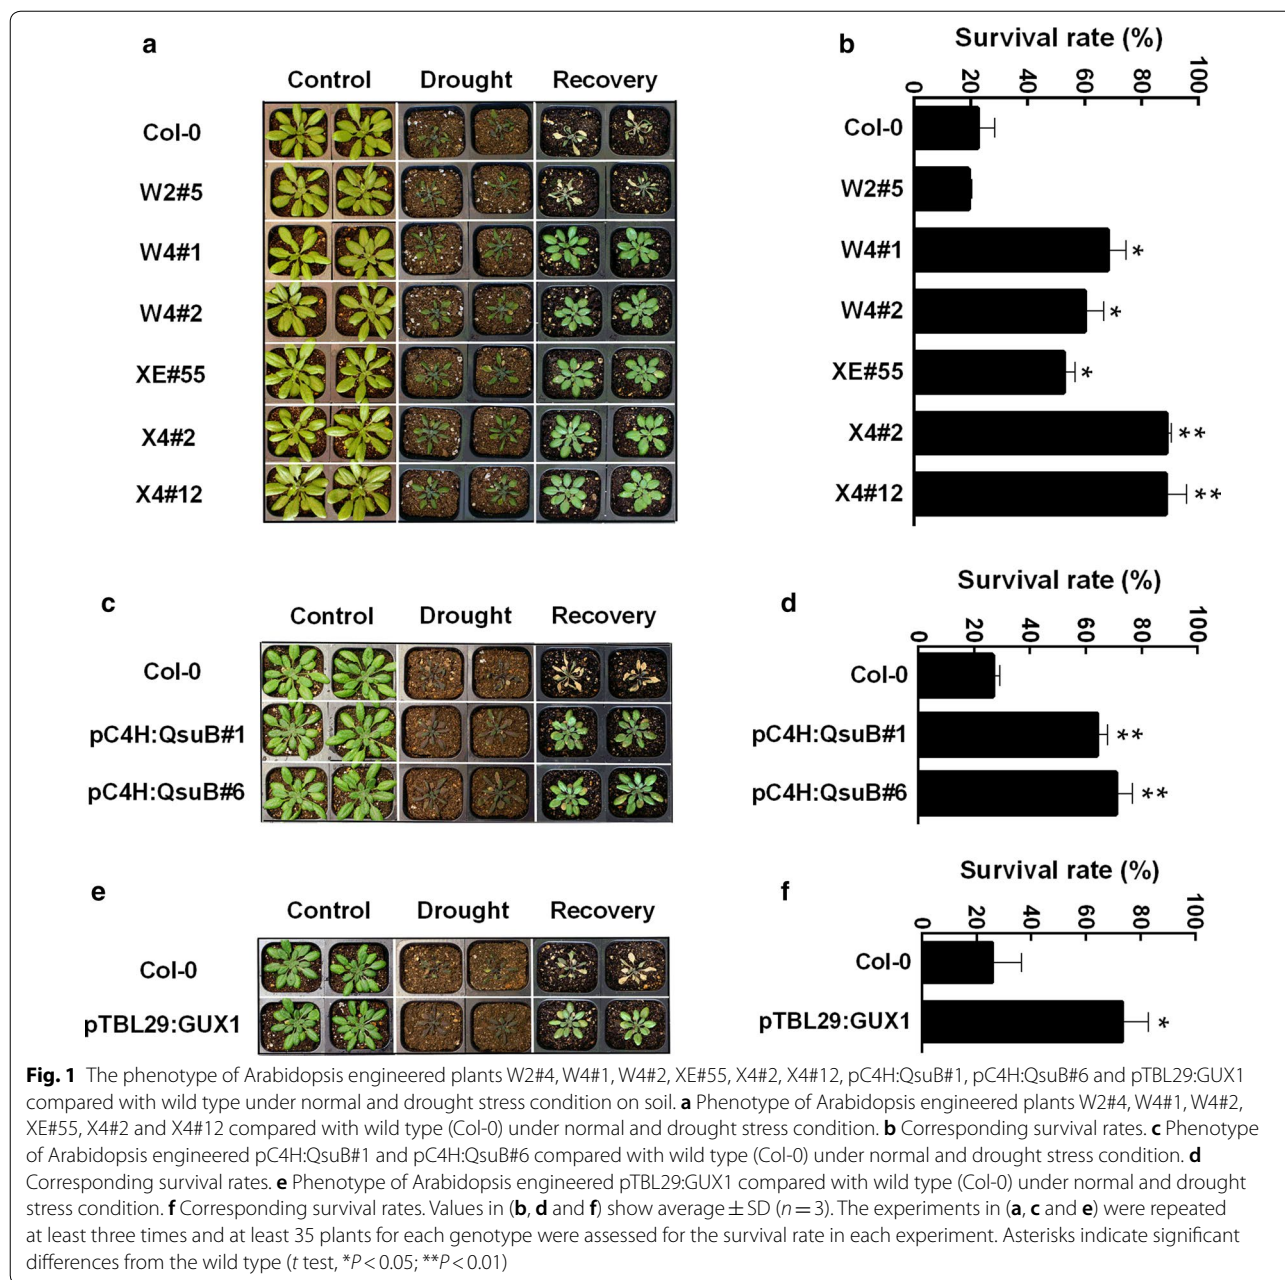 a
Control Drought Recovery
Col-0
W2#5
W4#1
W4#2
XE#55
X4#2
X4#12
b
Survival rate (%)
0 20 40 60 80 100
Col-0
W2#5
W4#1 *
W4#2 *
XE#55 *
X4#2 **
X4#12 **
c
Control Drought Recovery
Col-0
pC4H:QsuB#1
pC4H:QsuB#6
d
Survival rate (%)
0 20 40 60 80 100
Col-0
pC4H:QsuB#1 **
pC4H:QsuB#6 **
e
Control Drought Recovery
Col-0
pTBL29:GUX1
f
Survival rate (%)
0 20 40 60 80 100
Col-0
pTBL29:GUX1 *
Fig. 1 The phenotype of Arabidopsis engineered plants W2#4, W4#1, W4#2, XE#55, X4#2, X4#12, pC4H:QsuB#1, pC4H:QsuB#6 and pTBL29:GUX1
compared with wild type under normal and drought stress condition on soil. a Phenotype of Arabidopsis engineered plants W2#4, W4#1, W4#2,
XE#55, X4#2 and X4#12 compared with wild type (Col-0) under normal and drought stress condition. b Corresponding survival rates. c Phenotype
of Arabidopsis engineered pC4H:QsuB#1 and pC4H:QsuB#6 compared with wild type (Col-0) under normal and drought stress condition. d
Corresponding survival rates. e Phenotype of Arabidopsis engineered pTBL29:GUX1 compared with wild type (Col-0) under normal and drought
stress condition. f Corresponding survival rates. Values in (b, d and f) show average ± SD (n = 3). The experiments in (a, c and e) were repeated
at least three times and at least 35 plants for each genotype were assessed for the survival rate in each experiment. Asterisks indicate significant
differences from the wild type (t test, *P < 0.05; **P < 0.01)